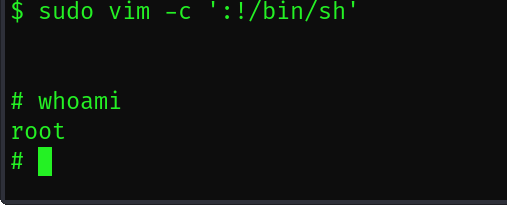 $ sudo vim -c ':!/bin/sh'
# whoami
root
#